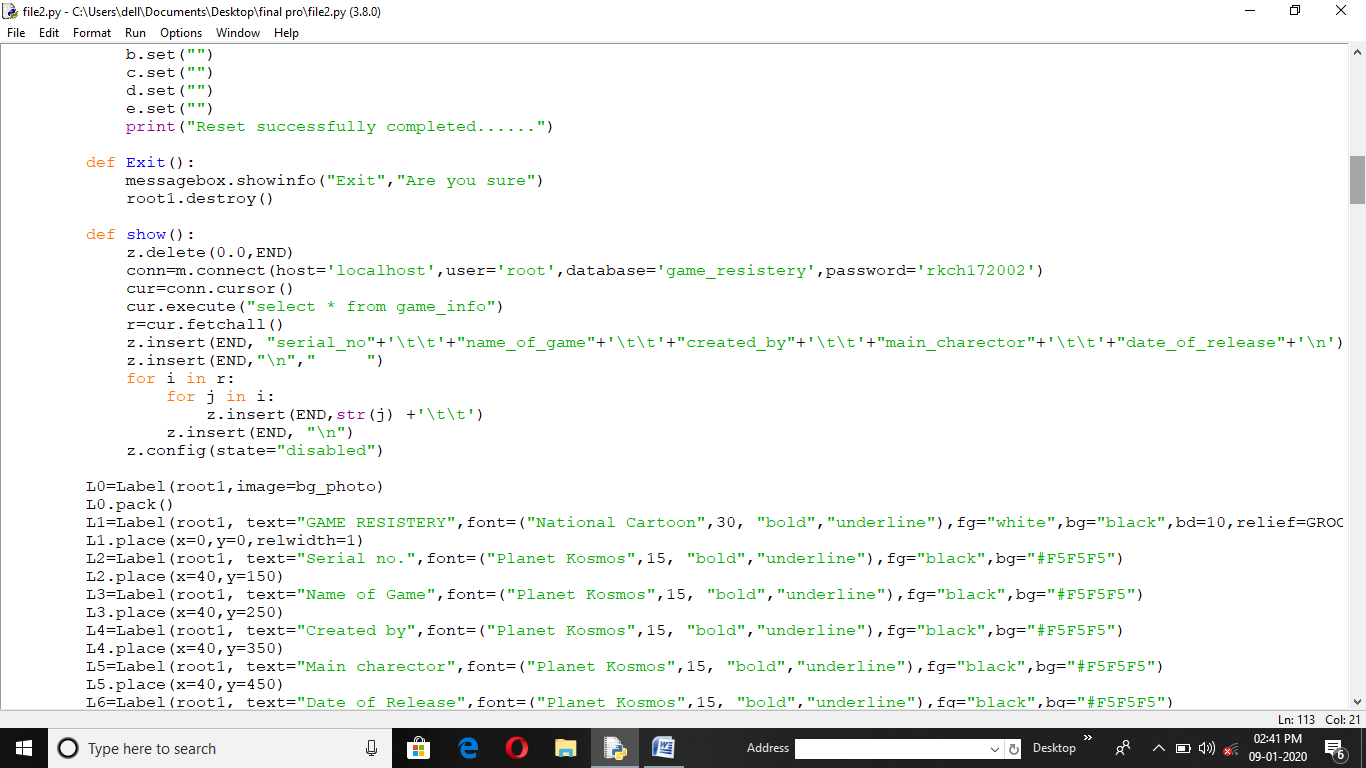 file2.py - C:\Users\dell\Documents\Desktop\final pro\file2.py (3.8.0)
File Edit Format Run Options Window Help
b.set("")
c.set("")
d.set("")
e.set("")
print("Reset successfully completed......")
def Exit():
messagebox.showinfo("Exit","Are you sure")
root1.destroy()
def show():
z.delete(0.0,END)
conn=m.connect(host='localhost',user='root',database='game_resistery',password='rkch172002')
cur=conn.cursor()
cur.execute("select * from game_info")
r=cur.fetchall()
z.insert(END, "serial_no"+'\t\t'+"name_of_game"+'\t\t'+"created_by"+'\t\t'+"main_charector"+'\t\t'+"date_of_release"+'\n')
z.insert(END,"\n","     ")
for i in r:
for j in i:
z.insert(END,str(j) +'\t\t')
z.insert(END, "\n")
z.config(state="disabled")
L0=Label(root1,image=bg_photo)
L0.pack()
L1=Label(root1, text="GAME RESISTERY",font=("National Cartoon",30, "bold","underline"),fg="white",bg="black",bd=10,relief=GROO
L1.place(x=0,y=0,relwidth=1)
L2=Label(root1, text="Serial no.",font=("Planet Kosmos",15, "bold","underline"),fg="black",bg="#F5F5F5")
L2.place(x=40,y=150)
L3=Label(root1, text="Name of Game",font=("Planet Kosmos",15, "bold","underline"),fg="black",bg="#F5F5F5")
L3.place(x=40,y=250)
L4=Label(root1, text="Created by",font=("Planet Kosmos",15, "bold","underline"),fg="black",bg="#F5F5F5")
L4.place(x=40,y=350)
L5=Label(root1, text="Main charector",font=("Planet Kosmos",15, "bold","underline"),fg="black",bg="#F5F5F5")
L5.place(x=40,y=450)
L6=Label(root1, text="Date of Release",font=("Planet Kosmos",15, "bold","underline"),fg="black",bg="#F5F5F5")
Ln: 113 Col: 21
Type here to search
Address
Desktop
02:41 PM
09-01-2020
6